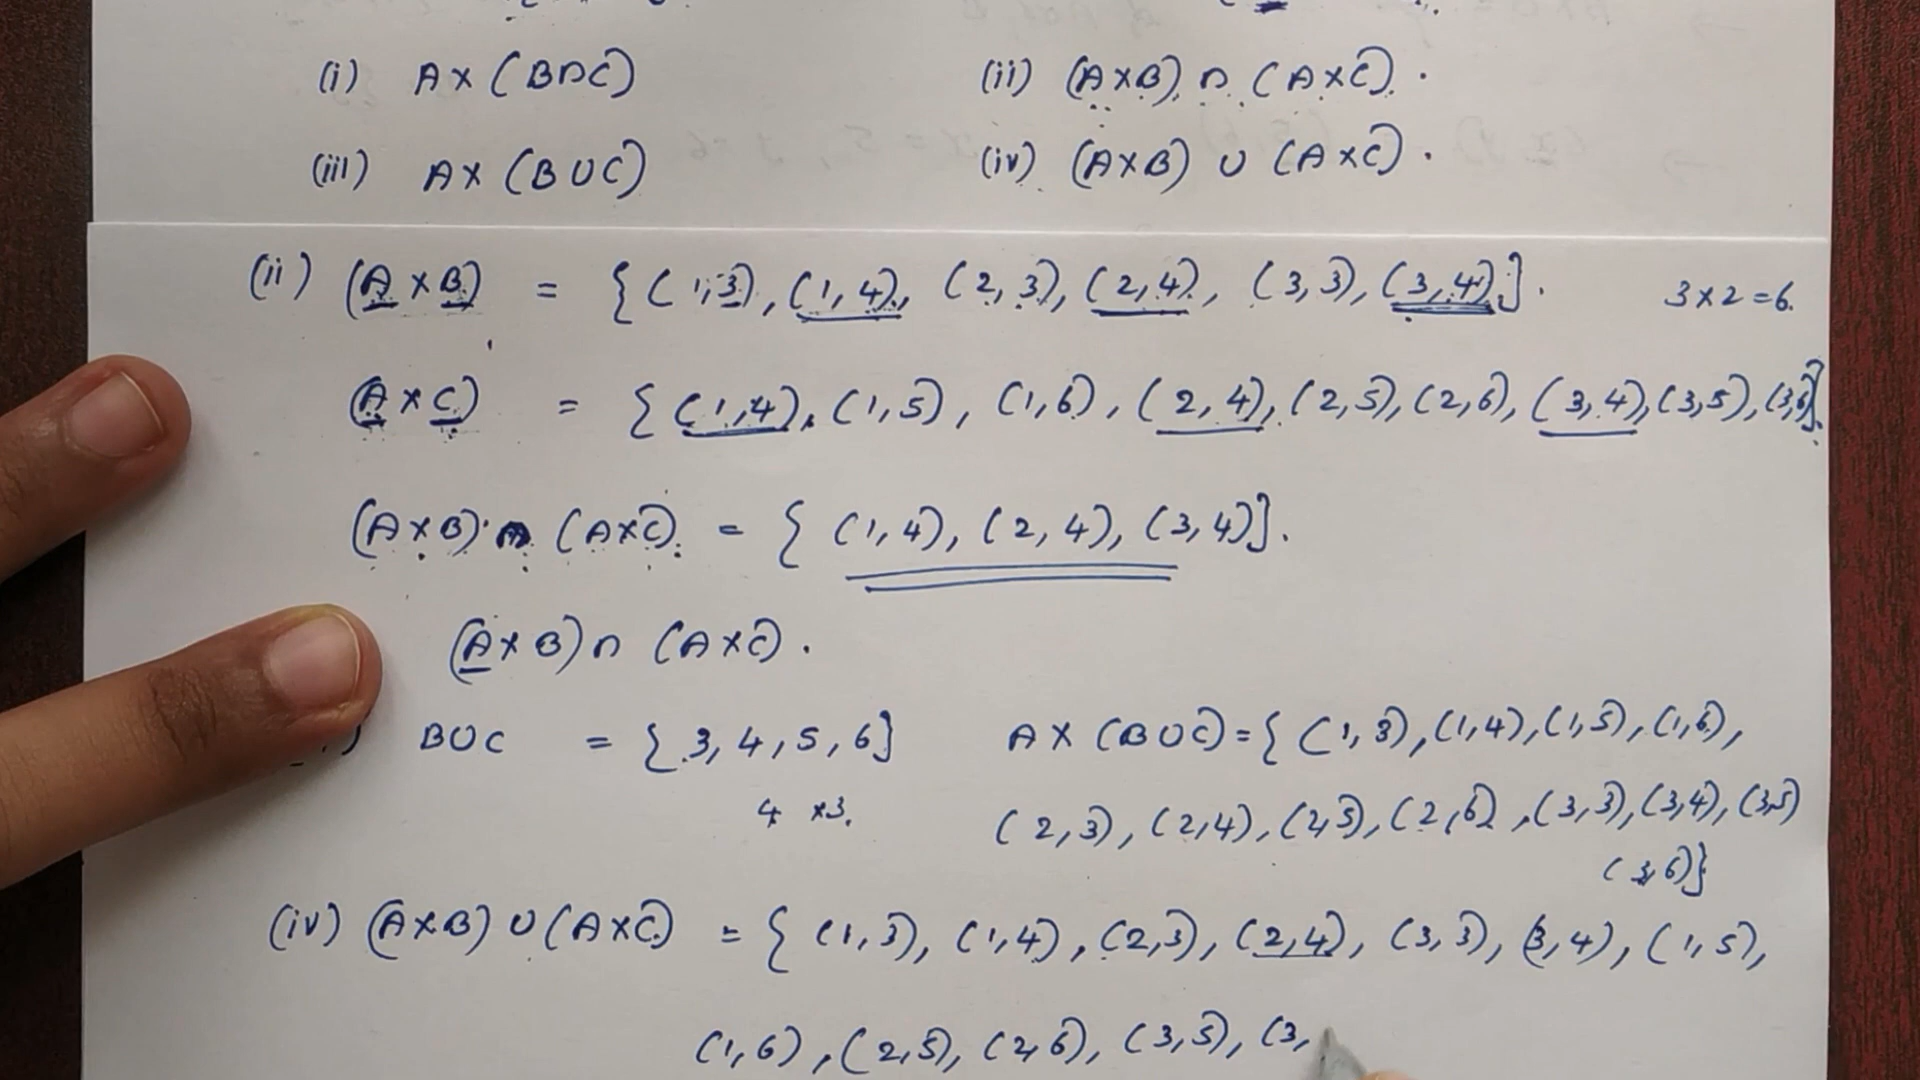 (i) A × (B∩C) (ii) (A×B) ∩ (A×C).
(iii) A× (B∪C) (iv) (A×B) ∪ (A×C).
(ii) (A × B) = { (1,3), (1,4), (2,3), (2,4), (3,3), (3,4)}. 3×2=6.
(A × C) = { (1,4), (1,5), (1,6), (2,4), (2,5), (2,6), (3,4), (3,5), (3,6)}.
(A×B) ∩ (A×C) = { (1,4), (2,4), (3,4)}.
(A×B) ∩ (A×C).
B∪C = { 3,4,5,6} A× (B∪C) = { (1,3), (1,4), (1,5), (1,6),
4 ×3. (2,3), (2,4), (2,5), (2,6), (3,3), (3,4), (3,5)
(3,6)}
(iv) (A×B) ∪ (A×C) = { (1,3), (1,4), (2,3), (2,4), (3,3), (3,4), (1,5),
(1,6), (2,5), (2,6), (3,5), (3,